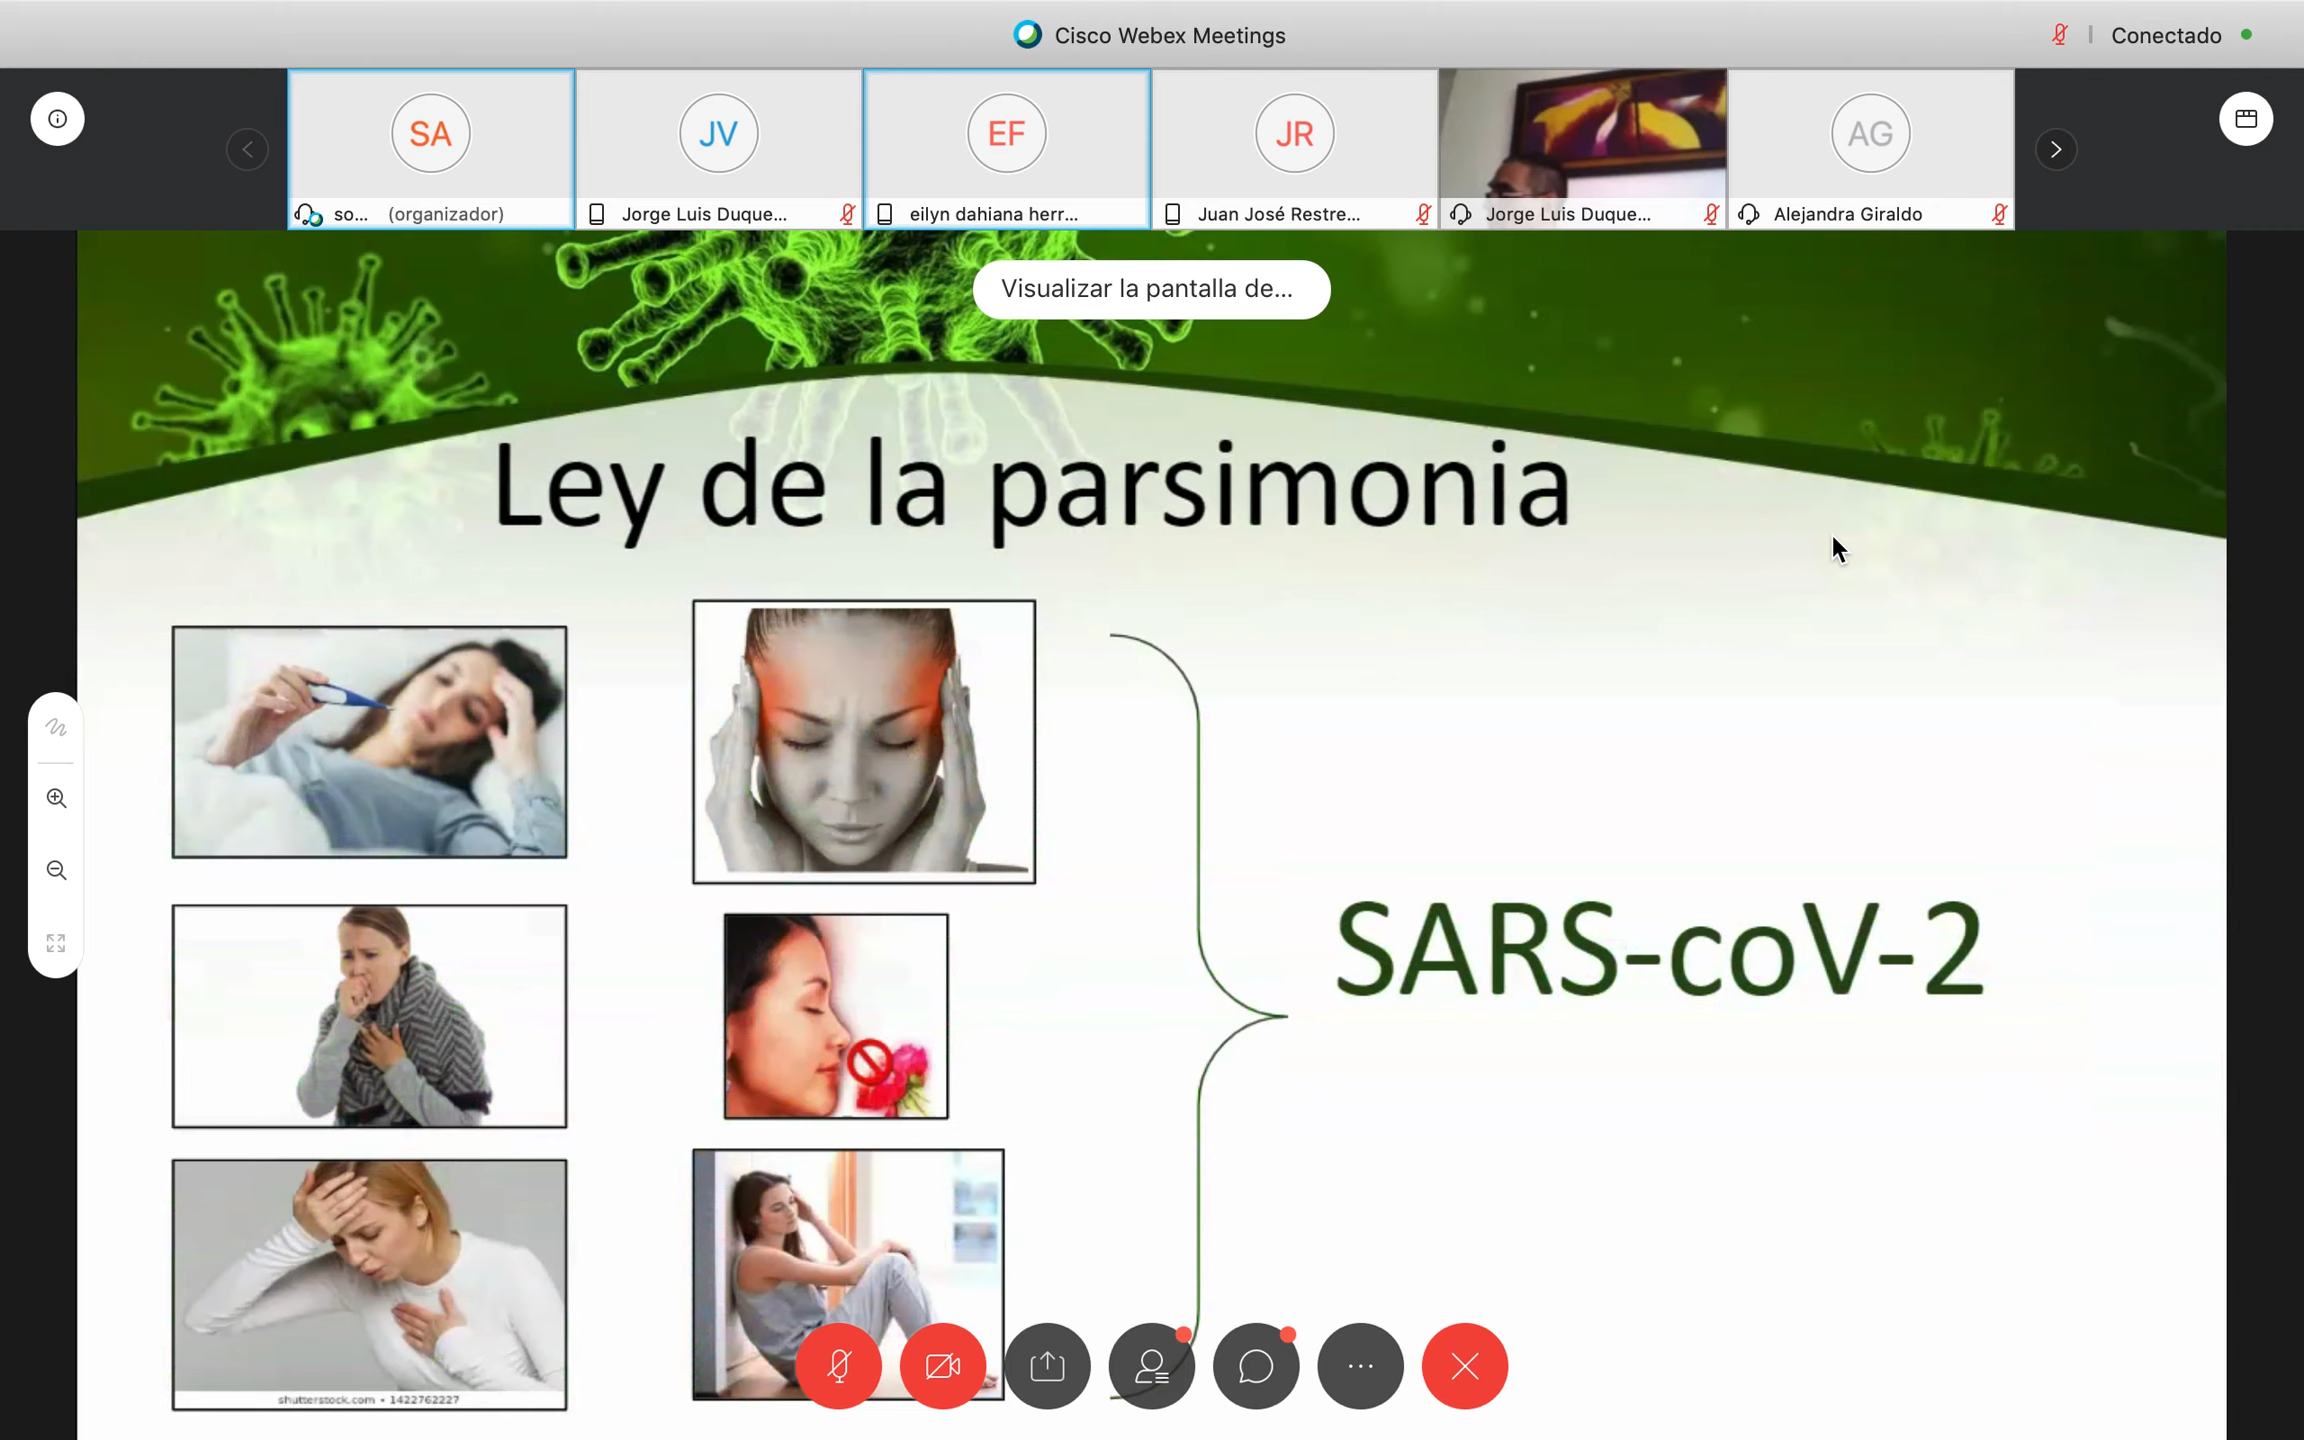 Cisco Webex Meetings
Conectado
SA
JV
EF
JR
AG
so... (organizador)
Jorge Luis Duque...
eilyn dahiana herr...
Juan José Restre...
Jorge Luis Duque...
Alejandra Giraldo
Visualizar la pantalla de...
Ley de la parsimonia
SARS-coV-2
shutterstock.com • 1422762227